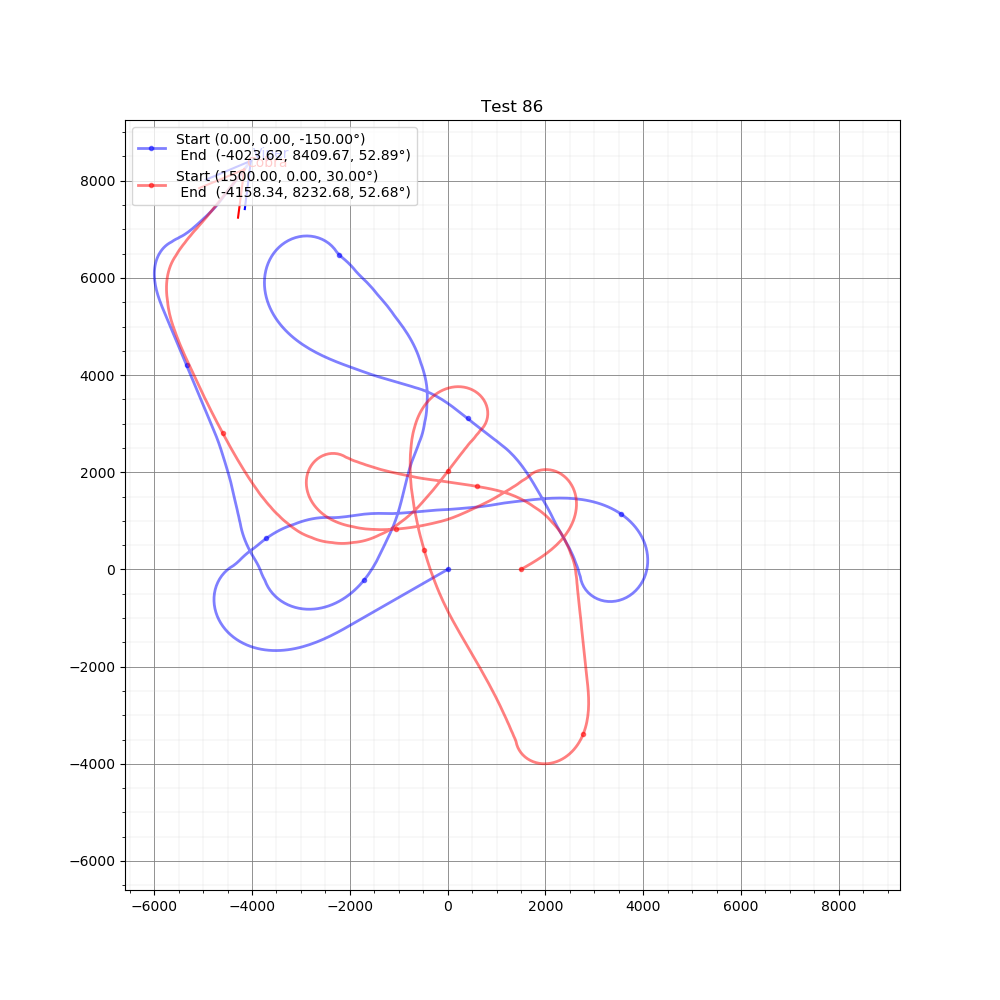 Test 86
Start (0.00, 0.00, -150.00°)
End (-4023.62, 8409.67, 52.89°)
Start (1500.00, 0.00, 30.00°)
End (-4158.34, 8232.68, 52.68°)
8000
6000
4000
2000
0
−2000
−4000
−6000
−6000 −4000 −2000 0 2000 4000 6000 8000